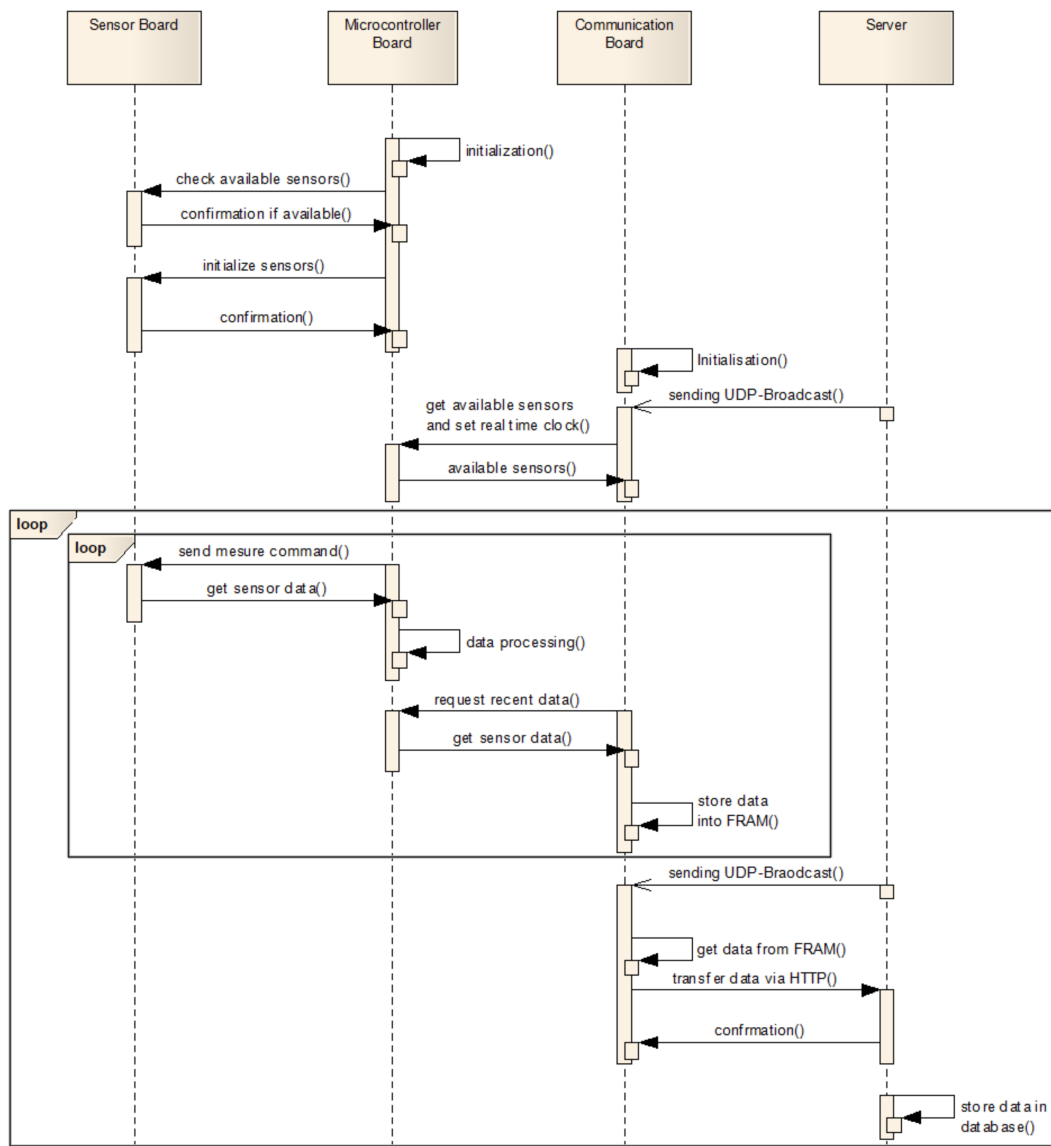 Sensor Board
Microcontroller
Board
Communication
Board
Server
initialization()
check available sensors()
confirmation if available()
initialize sensors()
confirmation()
Initialisation()
sending UDP-Broadcast()
get available sensors
and set real time clock()
available sensors()
loop
loop
send mesure command()
get sensor data()
data processing()
request recent data()
get sensor data()
store data
into FRAM()
sending UDP-Braodcast()
get data from FRAM()
transfer data via HTTP()
confrmation()
store data in
database()